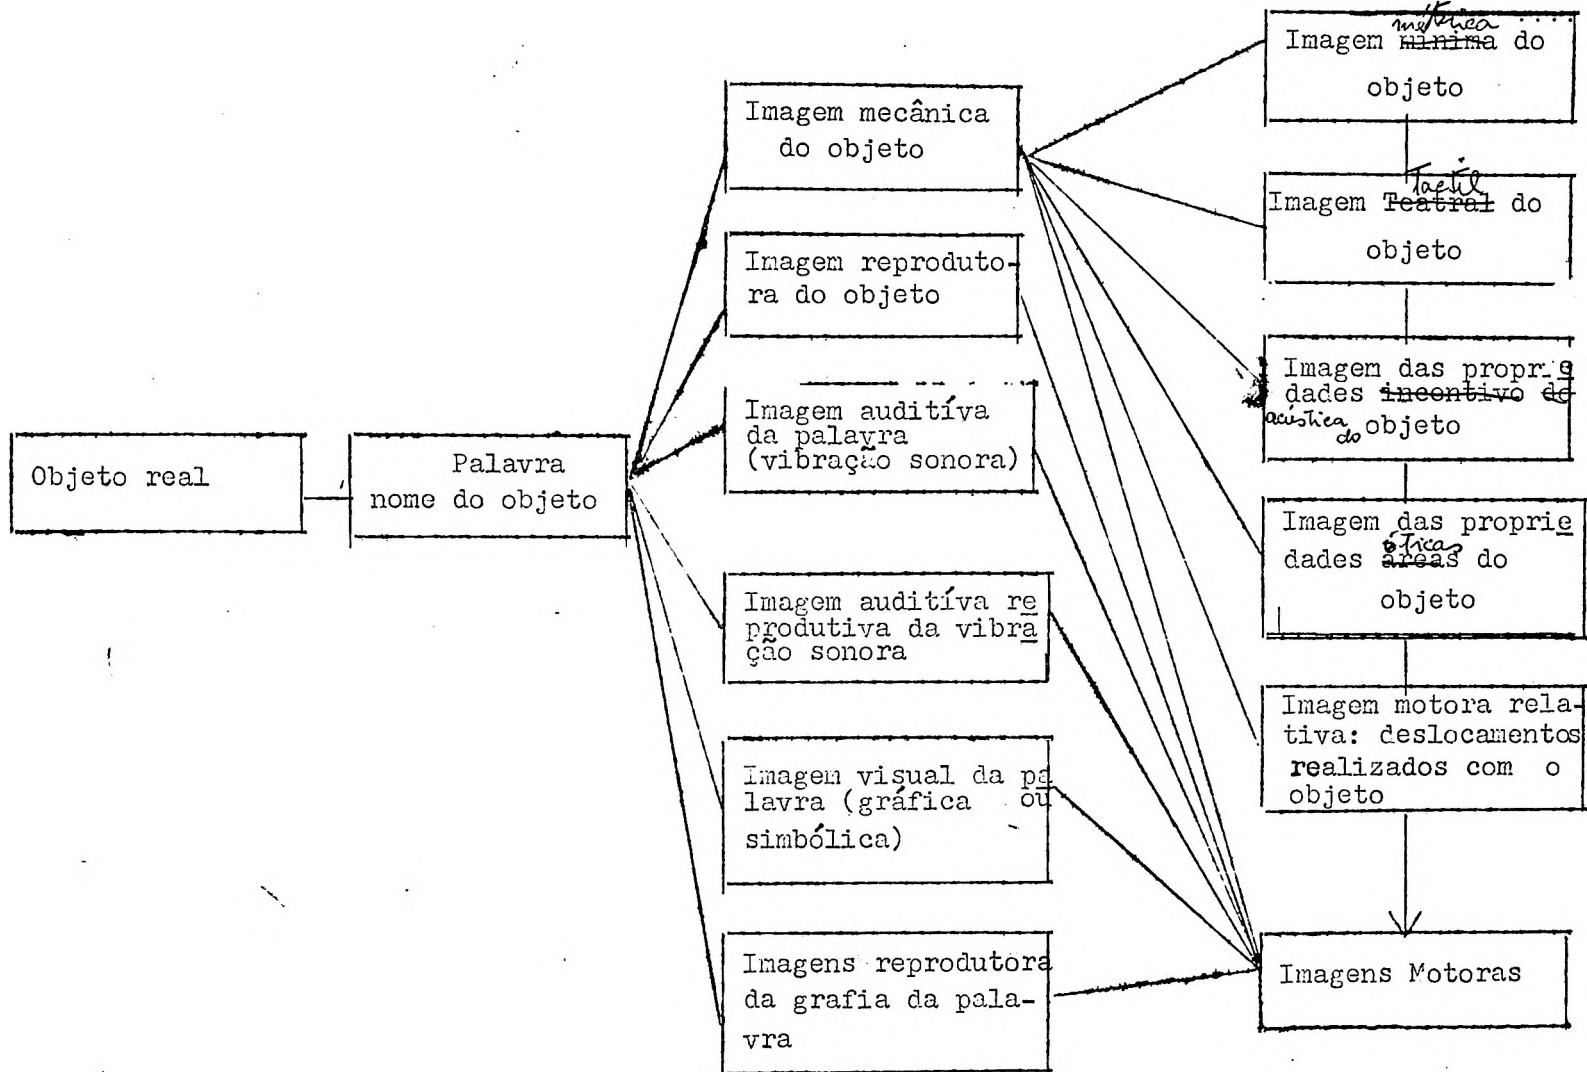 Objeto real
Palavra
nome do objeto
Imagem mecânica
do objeto
Imagem reproduto-
ra do objeto
Imagem auditíva
da palavra
(vibração sonora)
Imagem auditíva re
produtiva da vibra
ção sonora
Imagem visual da pa
lavra (gráfica ou
simbólica)
Imagens reprodutora
da grafia da pala-
vra
métrica
Imagem minima do
objeto
Tactil
Imagem Teatral do
objeto
Imagem das proprie
dades incentivo do
acústica do objeto
Imagem das proprie
óticas
dades áreas do
objeto
Imagem motora rela-
tiva: deslocamentos
realizados com o
objeto
Imagens Motoras